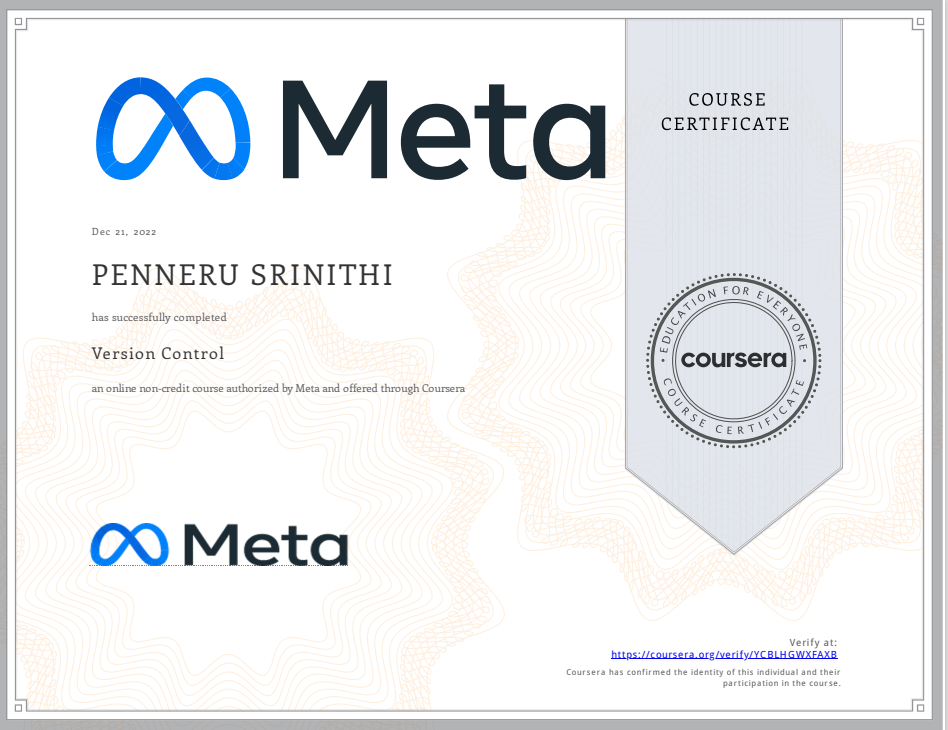 Meta
COURSE
CERTIFICATE
Dec 21, 2022
PENNERU SRINITHI
has successfully completed
Version Control
an online non-credit course authorized by Meta and offered through Coursera
EDUCATION FOR EVERYONE
coursera
COURSE CERTIFICATE
Meta
Verify at:
https://coursera.org/verify/YCBLHGWXFAXB
Coursera has confirmed the identity of this individual and their
participation in the course.